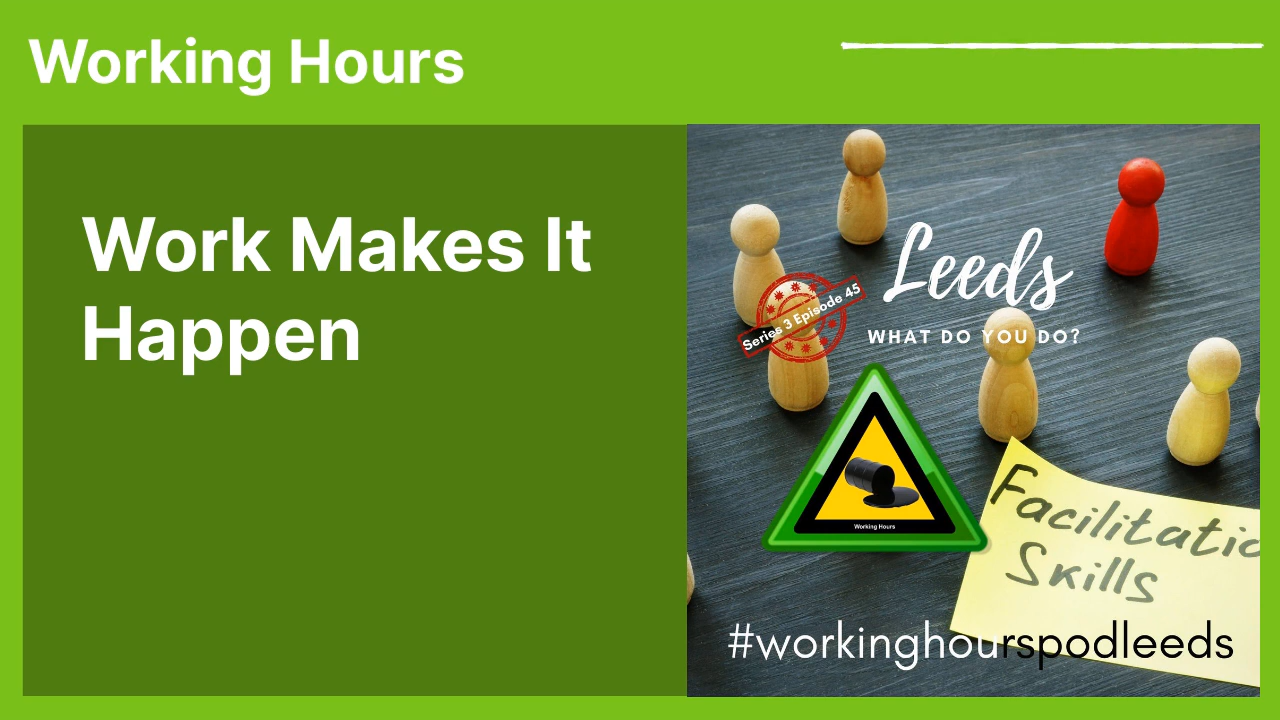 Working Hours
Work Makes It
Happen
Leeds
WHAT DO YOU DO?
Series 3 Episode 45
Working Hours
Facilitatio
Skills
#workinghourspodleeds